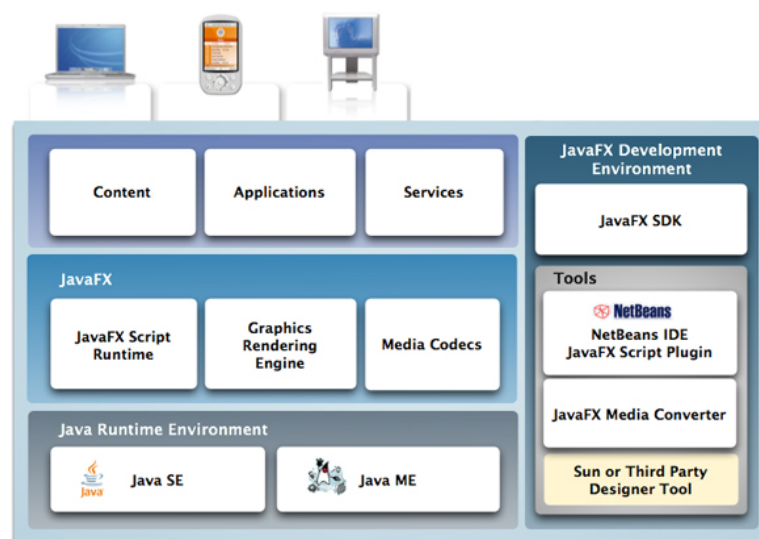 Content
Applications
Services
JavaFX
JavaFX Script
Runtime
Graphics
Rendering
Engine
Media Codecs
Java Runtime Environment
Java
Java SE
Java ME
JavaFX Development
Environment
JavaFX SDK
Tools
NetBeans
NetBeans IDE
JavaFX Script Plugin
JavaFX Media Converter
Sun or Third Party
Designer Tool